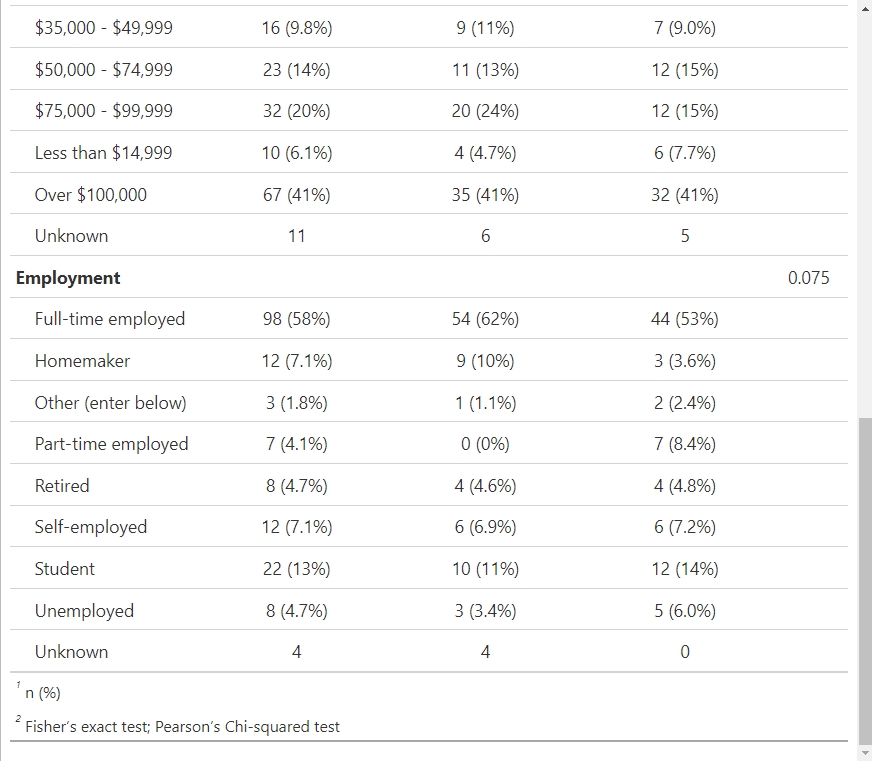 $35,000 - $49,999 16 (9.8%) 9 (11%) 7 (9.0%)
$50,000 - $74,999 23 (14%) 11 (13%) 12 (15%)
$75,000 - $99,999 32 (20%) 20 (24%) 12 (15%)
Less than $14,999 10 (6.1%) 4 (4.7%) 6 (7.7%)
Over $100,000 67 (41%) 35 (41%) 32 (41%)
Unknown 11 6 5
Employment 0.075
Full-time employed 98 (58%) 54 (62%) 44 (53%)
Homemaker 12 (7.1%) 9 (10%) 3 (3.6%)
Other (enter below) 3 (1.8%) 1 (1.1%) 2 (2.4%)
Part-time employed 7 (4.1%) 0 (0%) 7 (8.4%)
Retired 8 (4.7%) 4 (4.6%) 4 (4.8%)
Self-employed 12 (7.1%) 6 (6.9%) 6 (7.2%)
Student 22 (13%) 10 (11%) 12 (14%)
Unemployed 8 (4.7%) 3 (3.4%) 5 (6.0%)
Unknown 4 4 0
1 n (%)
2 Fisher's exact test; Pearson's Chi-squared test